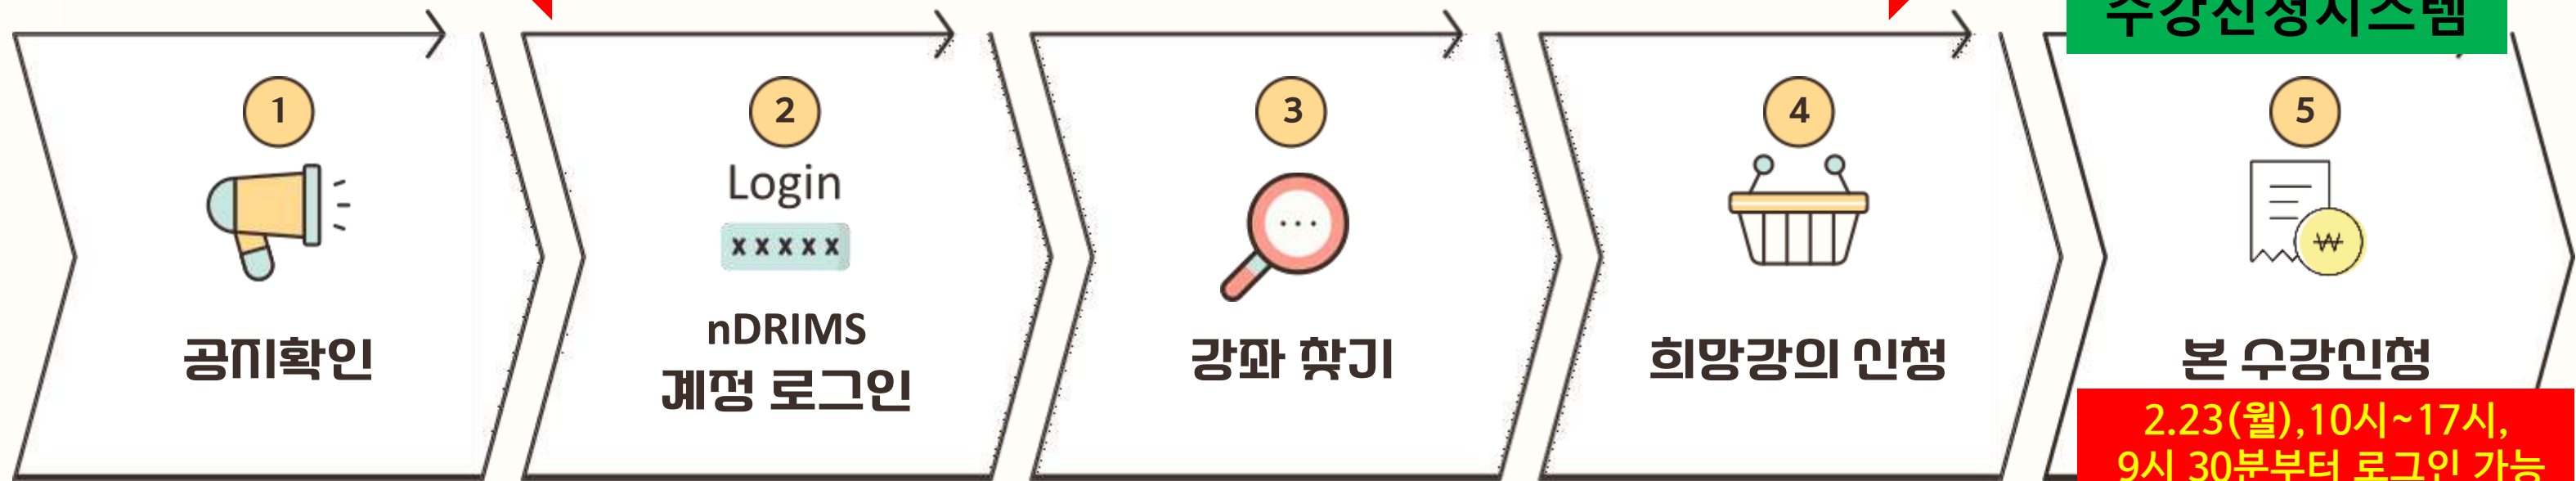 수강신청시스템
1
공지확인
2
Login
x x x x x
nDRIMS
계정 로그인
3
강좌 찾기
4
희망강의 신청
5
₩
본 수강신청
2.23(월),10시~17시,
9시 30분부터 로그인 가능